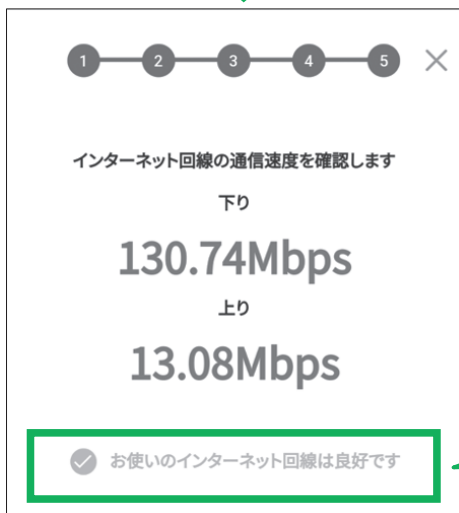 1 2 3 4 5
インターネット回線の通信速度を確認します
下り
130.74Mbps
上り
13.08Mbps
お使いのインターネット回線は良好です